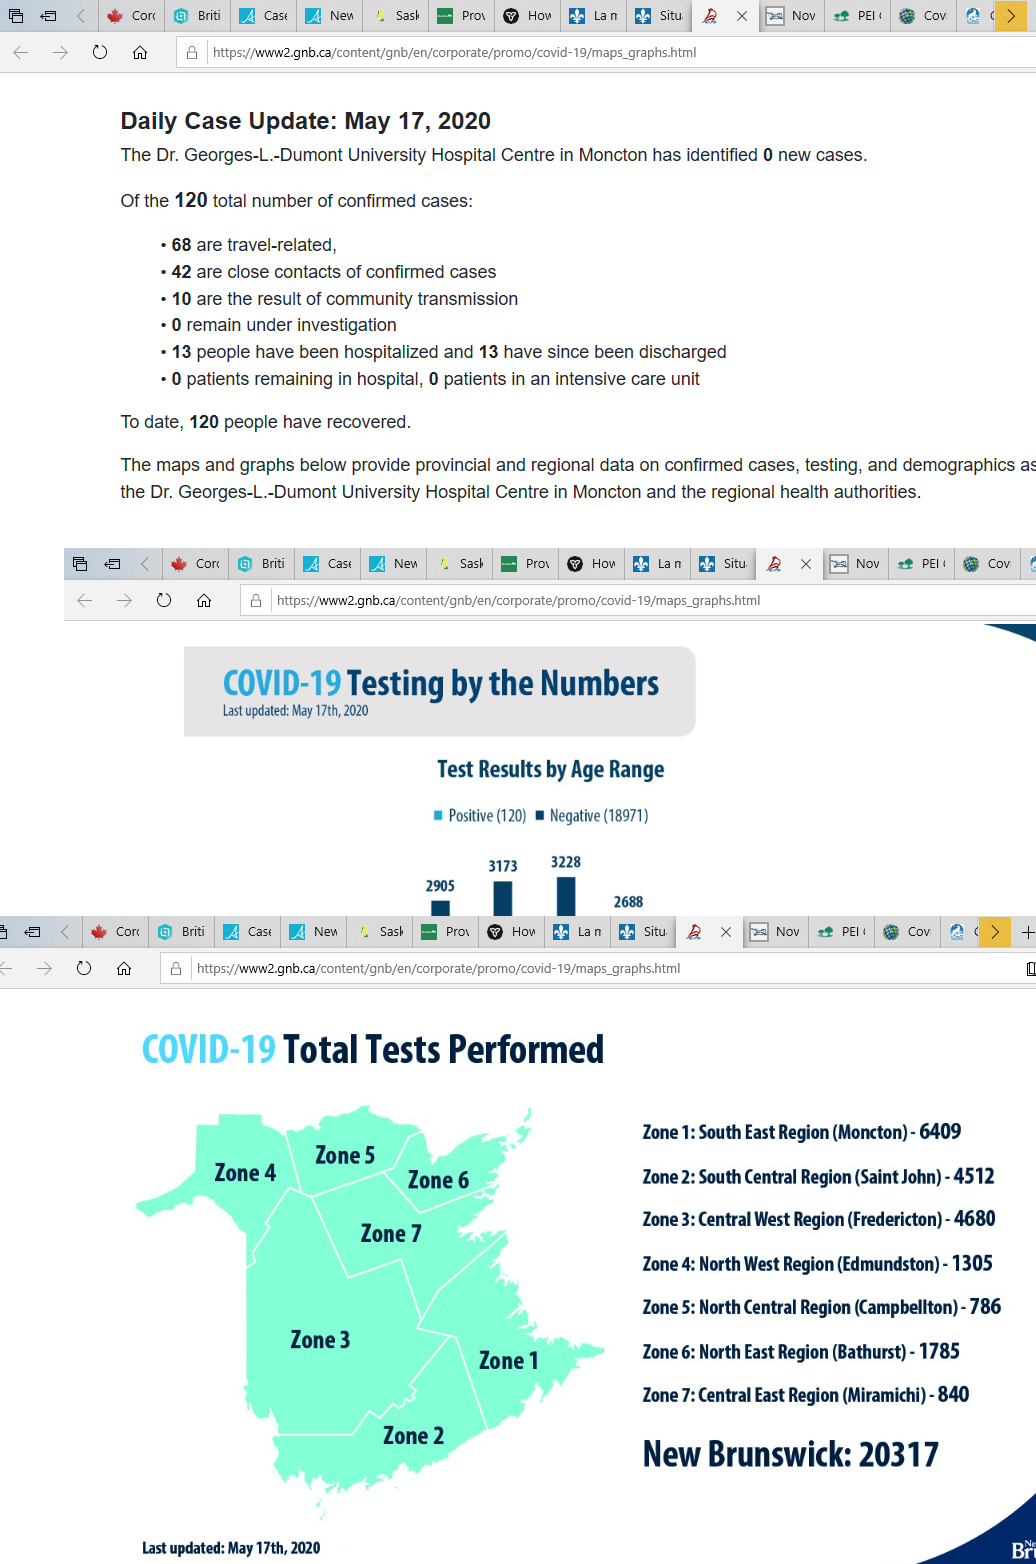 Corc Briti Case New Sask Prov How La m Situ Nov PEI Cov
https://www2.gnb.ca/content/gnb/en/corporate/promo/covid-19/maps_graphs.html
Daily Case Update: May 17, 2020
The Dr. Georges-L.-Dumont University Hospital Centre in Moncton has identified 0 new cases.
Of the 120 total number of confirmed cases:
• 68 are travel-related,
• 42 are close contacts of confirmed cases
• 10 are the result of community transmission
• 0 remain under investigation
• 13 people have been hospitalized and 13 have since been discharged
• 0 patients remaining in hospital, 0 patients in an intensive care unit
To date, 120 people have recovered.
The maps and graphs below provide provincial and regional data on confirmed cases, testing, and demographics as
the Dr. Georges-L.-Dumont University Hospital Centre in Moncton and the regional health authorities.
Corc Briti Case New Sask Prov How La m Situ Nov PEI Cov
https://www2.gnb.ca/content/gnb/en/corporate/promo/covid-19/maps_graphs.html
COVID-19 Testing by the Numbers
Last updated: May 17th, 2020
Test Results by Age Range
Positive (120) Negative (18971)
2905 3173 3228 2688
Corc Briti Case New Sask Prov How La m Situ Nov PEI Cov
https://www2.gnb.ca/content/gnb/en/corporate/promo/covid-19/maps_graphs.html
COVID-19 Total Tests Performed
Zone 4
Zone 5
Zone 6
Zone 7
Zone 3
Zone 1
Zone 2
Zone 1: South East Region (Moncton) - 6409
Zone 2: South Central Region (Saint John) - 4512
Zone 3: Central West Region (Fredericton) - 4680
Zone 4: North West Region (Edmundston) - 1305
Zone 5: North Central Region (Campbellton) - 786
Zone 6: North East Region (Bathurst) - 1785
Zone 7: Central East Region (Miramichi) - 840
New Brunswick: 20317
Last updated: May 17th, 2020